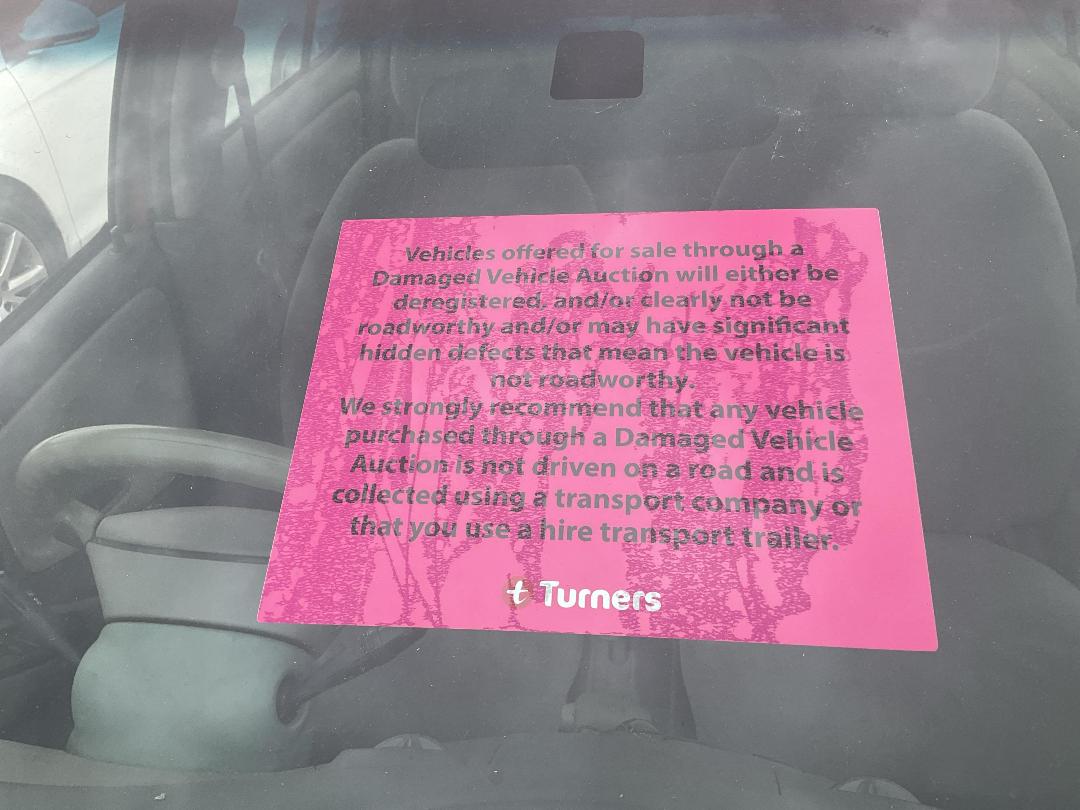 Vehicles offered for sale through a
Damaged Vehicle Auction will either be
deregistered, and/or clearly not be
roadworthy and/or may have significant
hidden defects that mean the vehicle is
not roadworthy.
We strongly recommend that any vehicle
purchased through a Damaged Vehicle
Auction is not driven on a road and is
collected using a transport company or
that you use a hire transport trailer.
t Turners